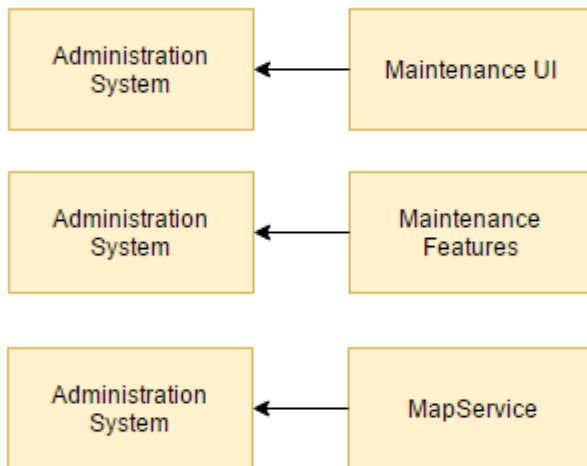 Administration
System
Maintenance UI
Administration
System
Maintenance
Features
Administration
System
MapService